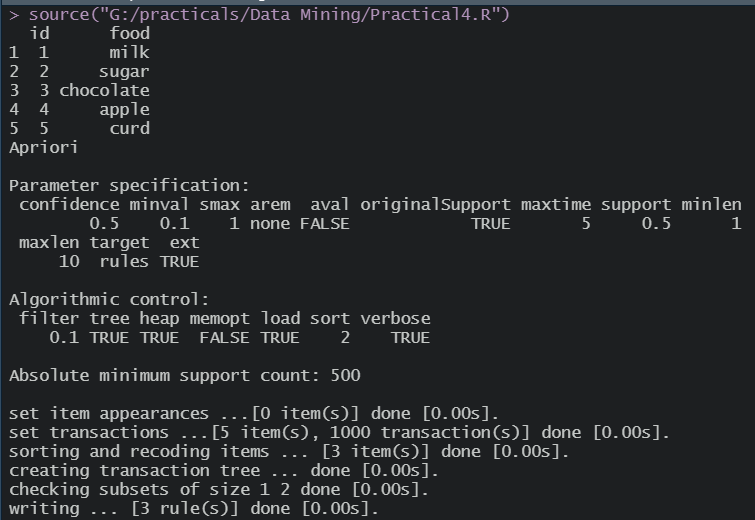 > source("G:/practicals/Data Mining/Practical4.R")
id food
1 1 milk
2 2 sugar
3 3 chocolate
4 4 apple
5 5 curd
Apriori
Parameter specification:
confidence minval smax arem aval originalSupport maxtime support minlen
0.5 0.1 1 none FALSE TRUE 5 0.5 1
maxlen target ext
10 rules TRUE
Algorithmic control:
filter tree heap memopt load sort verbose
0.1 TRUE TRUE FALSE TRUE 2 TRUE
Absolute minimum support count: 500
set item appearances ...[0 item(s)] done [0.00s].
set transactions ...[5 item(s), 1000 transaction(s)] done [0.00s].
sorting and recoding items ... [3 item(s)] done [0.00s].
creating transaction tree ... done [0.00s].
checking subsets of size 1 2 done [0.00s].
writing ... [3 rule(s)] done [0.00s].